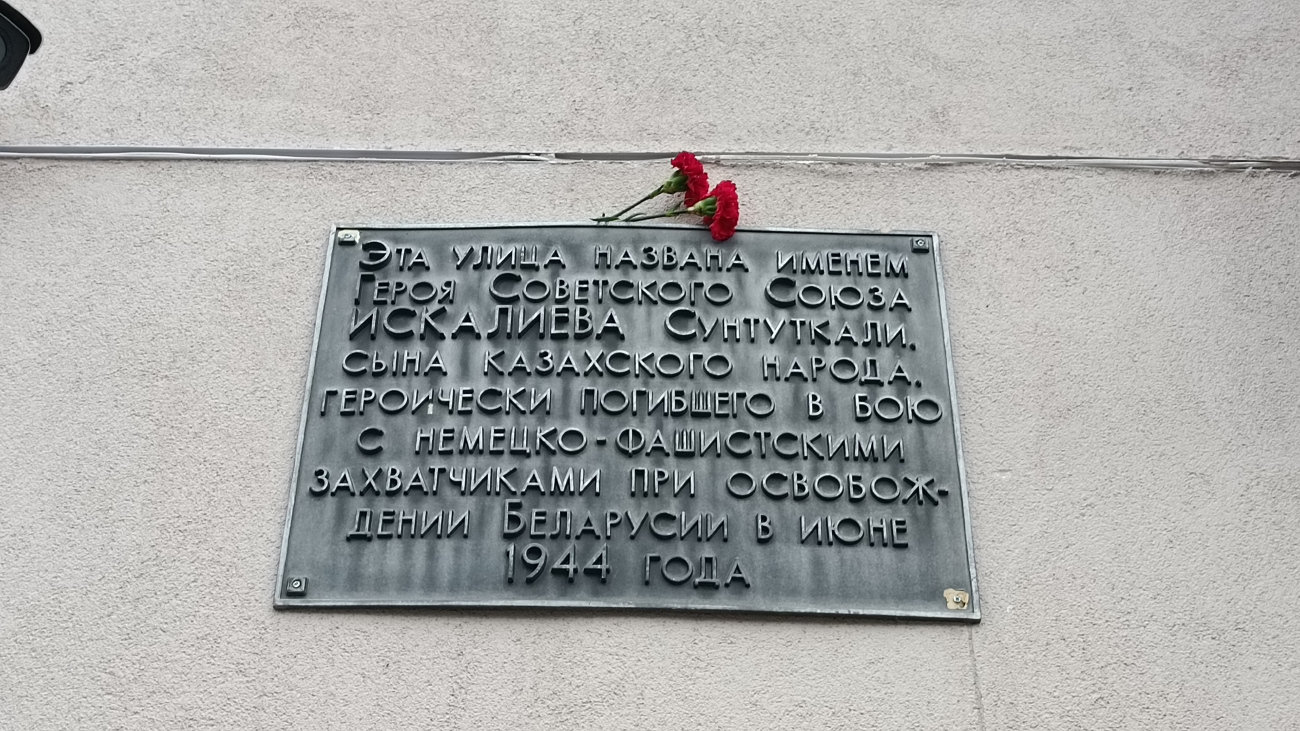 Эта улица названа именем
Героя Советского Союза
ИСКАЛИЕВА Сунтуткали,
сына казахского народа,
героически погибшего в бою
с немецко-фашистскими
захватчиками при освобож-
дении Беларусии в июне
1944 года